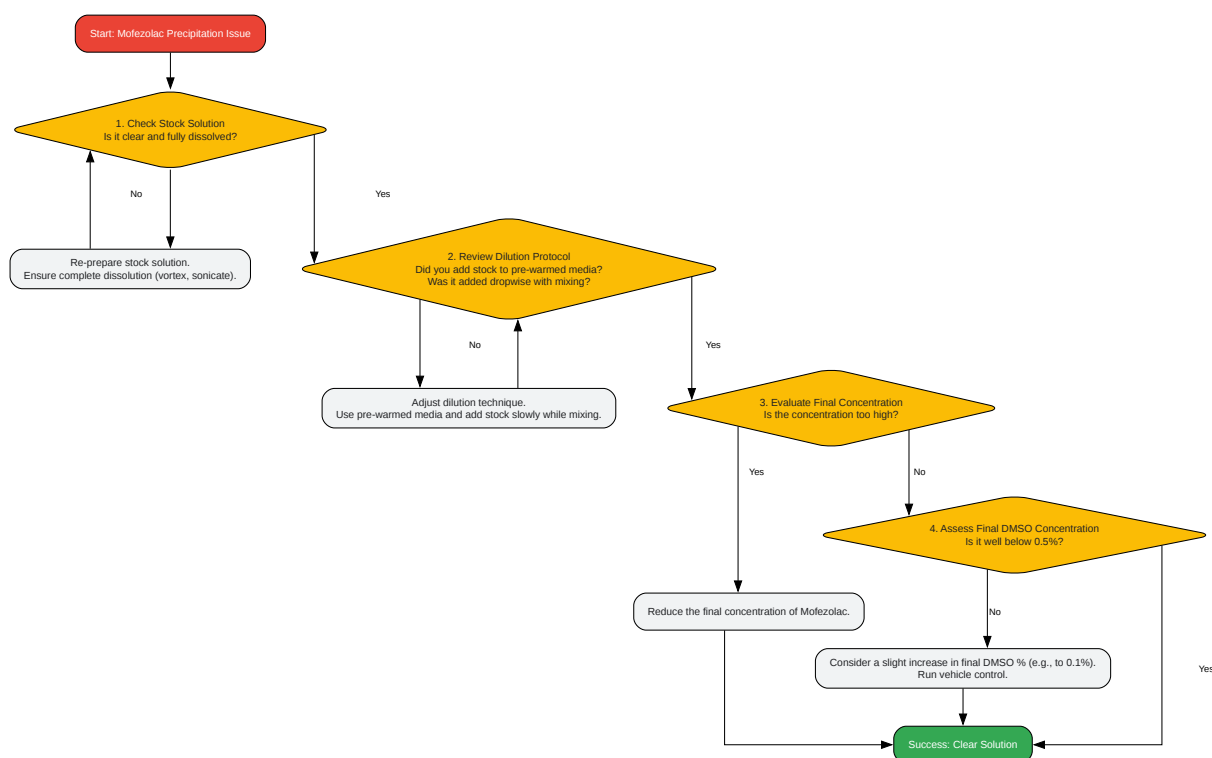 Start: Mofezolac Precipitation Issue
1. Check Stock Solution
Is it clear and fully dissolved?
No
Yes
Re-prepare stock solution.
Ensure complete dissolution (vortex, sonicate).
2. Review Dilution Protocol
Did you add stock to pre-warmed media?
Was it added dropwise with mixing?
No
Yes
Adjust dilution technique.
Use pre-warmed media and add stock slowly while mixing.
3. Evaluate Final Concentration
Is the concentration too high?
Yes
No
4. Assess Final DMSO Concentration
Is it well below 0.5%?
Reduce the final concentration of Mofezolac.
No
Consider a slight increase in final DMSO % (e.g., to 0.1%).
Run vehicle control.
Yes
Success: Clear Solution